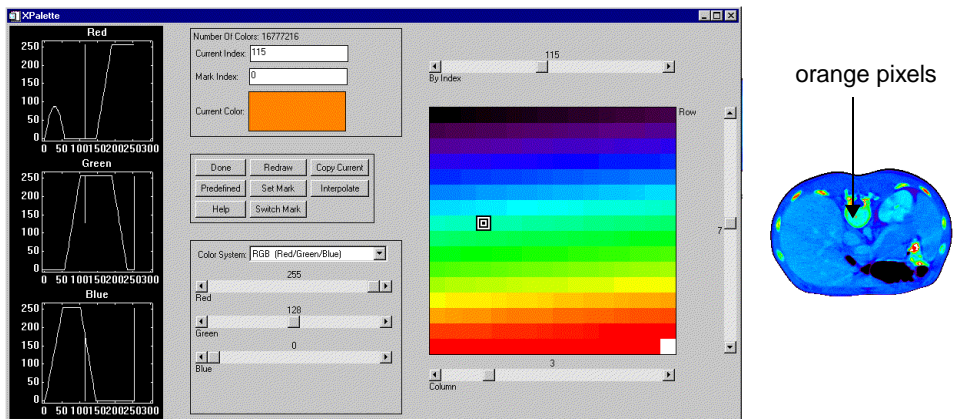 XPalette
Red
250
200
150
100
50
0
0 50 100150200250300
Green
250
200
150
100
50
0
0 50 100150200250300
Blue
250
200
150
100
50
0
0 50 100150200250300
Number Of Colors: 16777216
Current Index: 115
Mark Index: 0
Current Color:
Done Redraw Copy Current
Predefined Set Mark Interpolate
Help Switch Mark
Color System: RGB (Red/Green/Blue)
255
Red
128
Green
0
Blue
115
By Index
Row
7
3
Column
orange pixels